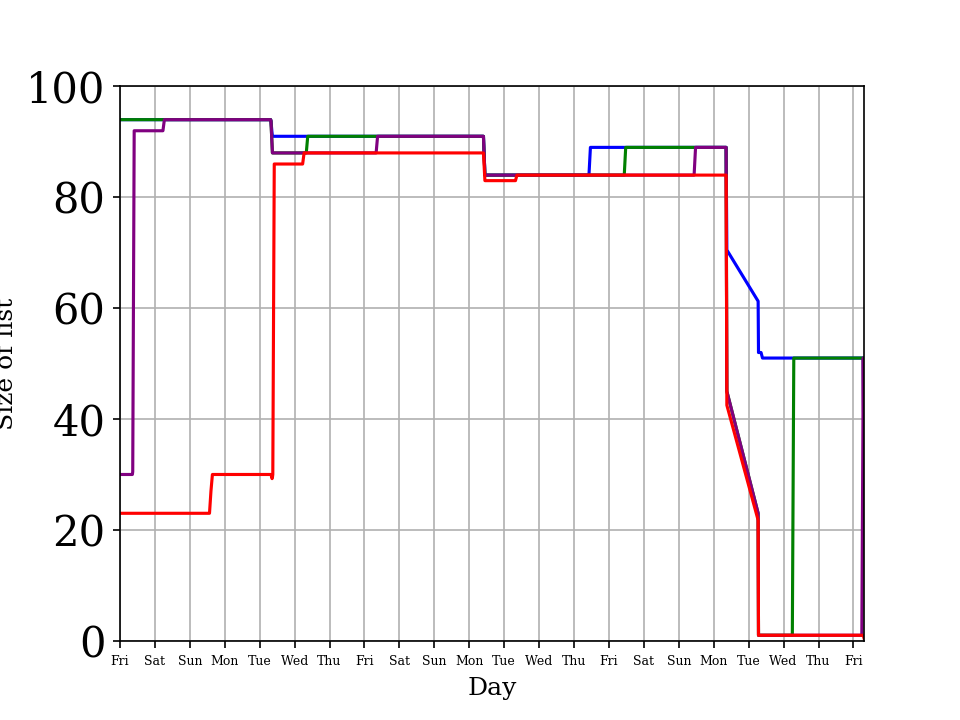 100
80
60
40
20
0
Size of list
Fri Sat Sun Mon Tue Wed Thu Fri Sat Sun Mon Tue Wed Thu Fri Sat Sun Mon Tue Wed Thu Fri
Day